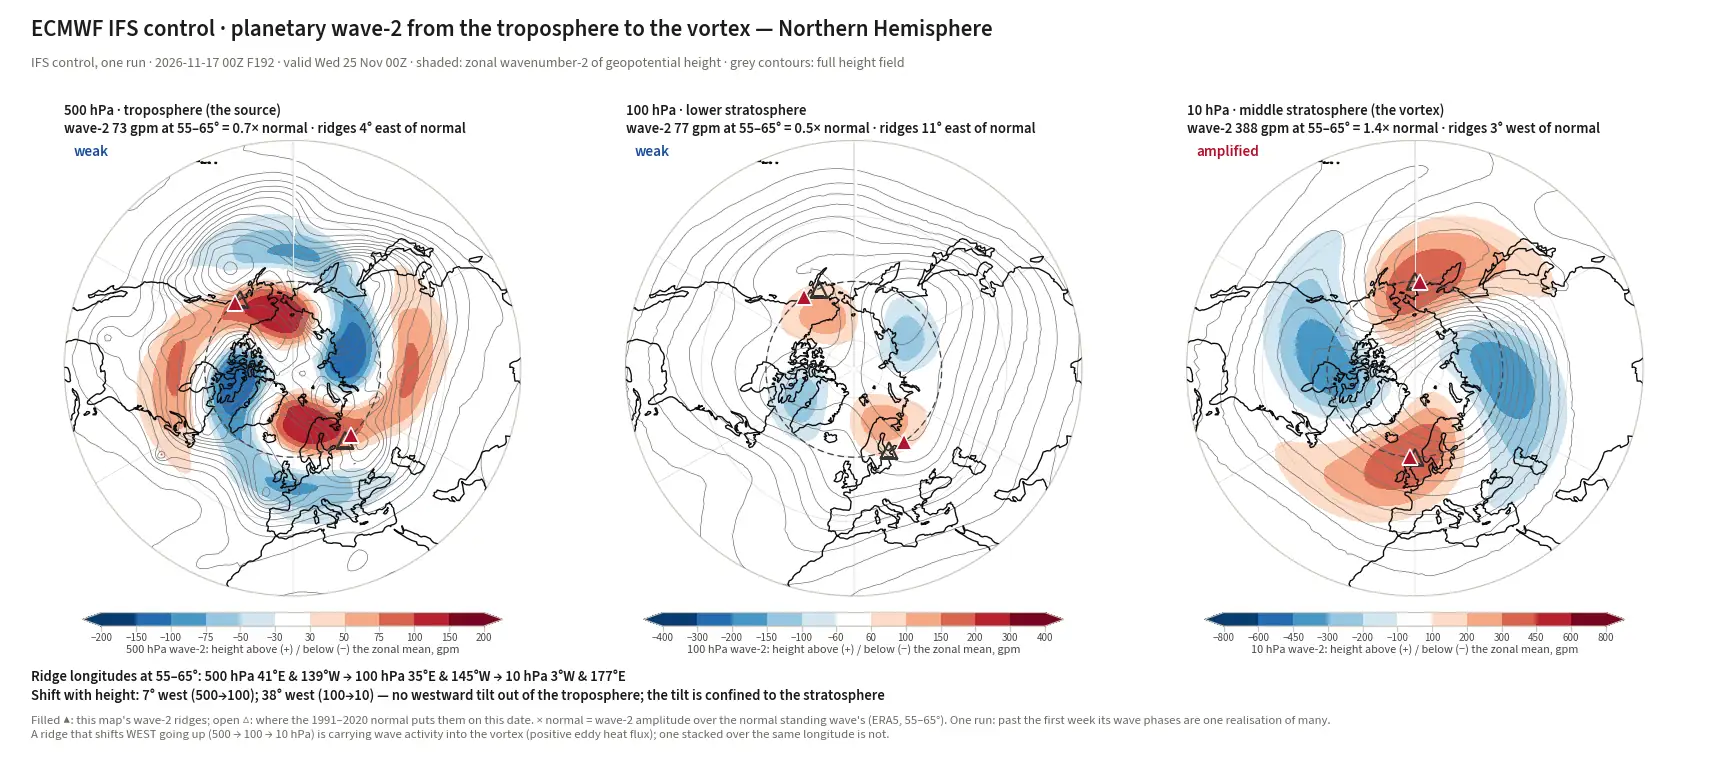 ECMWF IFS control · planetary wave-2 from the troposphere to the vortex — Northern Hemisphere
IFS control, one run · 2026-11-17 00Z F192 · valid Wed 25 Nov 00Z · shaded: zonal wavenumber-2 of geopotential height · grey contours: full height field
500 hPa · troposphere (the source)
wave-2 73 gpm at 55–65° = 0.7× normal · ridges 4° east of normal
weak
100 hPa · lower stratosphere
wave-2 77 gpm at 55–65° = 0.5× normal · ridges 11° east of normal
weak
10 hPa · middle stratosphere (the vortex)
wave-2 388 gpm at 55–65° = 1.4× normal · ridges 3° west of normal
amplified
−200 −150 −100 −75 −50 −30 30 50 75 100 150 200
500 hPa wave-2: height above (+) / below (−) the zonal mean, gpm
−400 −300 −200 −150 −100 −60 60 100 150 200 300 400
100 hPa wave-2: height above (+) / below (−) the zonal mean, gpm
−800 −600 −450 −300 −200 −100 100 200 300 450 600 800
10 hPa wave-2: height above (+) / below (−) the zonal mean, gpm
Ridge longitudes at 55–65°: 500 hPa 41°E & 139°W → 100 hPa 35°E & 145°W → 10 hPa 3°W & 177°E
Shift with height: 7° west (500→100); 38° west (100→10) — no westward tilt out of the troposphere; the tilt is confined to the stratosphere
Filled ▲: this map's wave-2 ridges; open △: where the 1991–2020 normal puts them on this date. × normal = wave-2 amplitude over the normal standing wave's (ERA5, 55–65°). One run: past the first week its wave phases are one realisation of many.
A ridge that shifts WEST going up (500 → 100 → 10 hPa) is carrying wave activity into the vortex (positive eddy heat flux); one stacked over the same longitude is not.